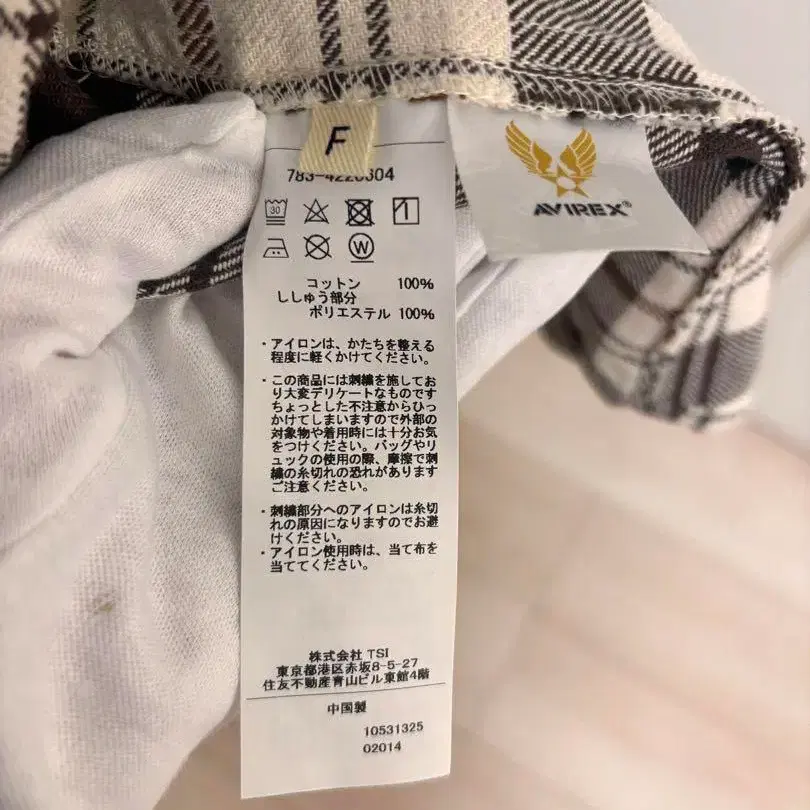 F
783-4220604
30
W
コットン 100%
ししゅう部分
ポリエステル 100%
・アイロンは、かたちを整える
程度に軽くかけてください。
・この商品には刺繍を施してお
り大変デリケートなものです
ちょっとした不注意からひっ
かけてしまいますので外部の
対象物や着用時には十分お気
をつけください。バッグやリ
ュックの使用の際、摩擦で刺
繍の糸切れの恐れがあります
ご注意ください。
・刺繍部分へのアイロンは糸切
れの原因になりますのでお避
けください。
・アイロン使用時は、当て布を
当ててください。
株式会社 TSI
東京都港区赤坂8-5-27
住友不動産青山ビル東館4階
中国製
10531325
02014
AVIREX®